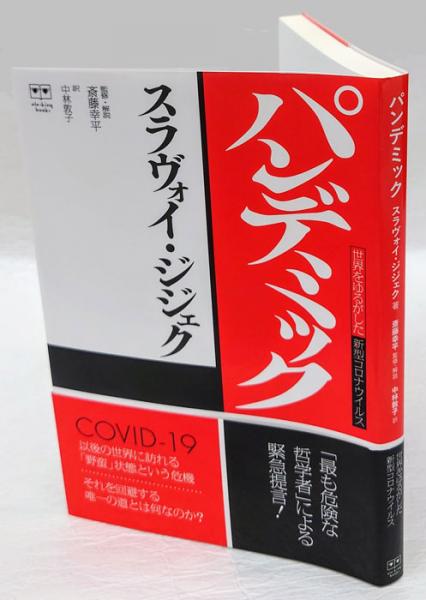 パンデミック
世界をゆるがした
新型コロナウイルス
スラヴォイ・ジジェク
監修・解説
斎藤幸平
訳
中林敦子
ele-king
books
COVID-19
以後の世界に訪れる
「野蛮」状態という危機
それを回避する
唯一の道とは何なのか?
「最も危険な
哲学者」による
緊急提言!
パンデミック スラヴォイ・ジジェク 著 斎藤幸平 監修・解説 中林敦子 訳
世界をゆるがした
新型コロナウイルス